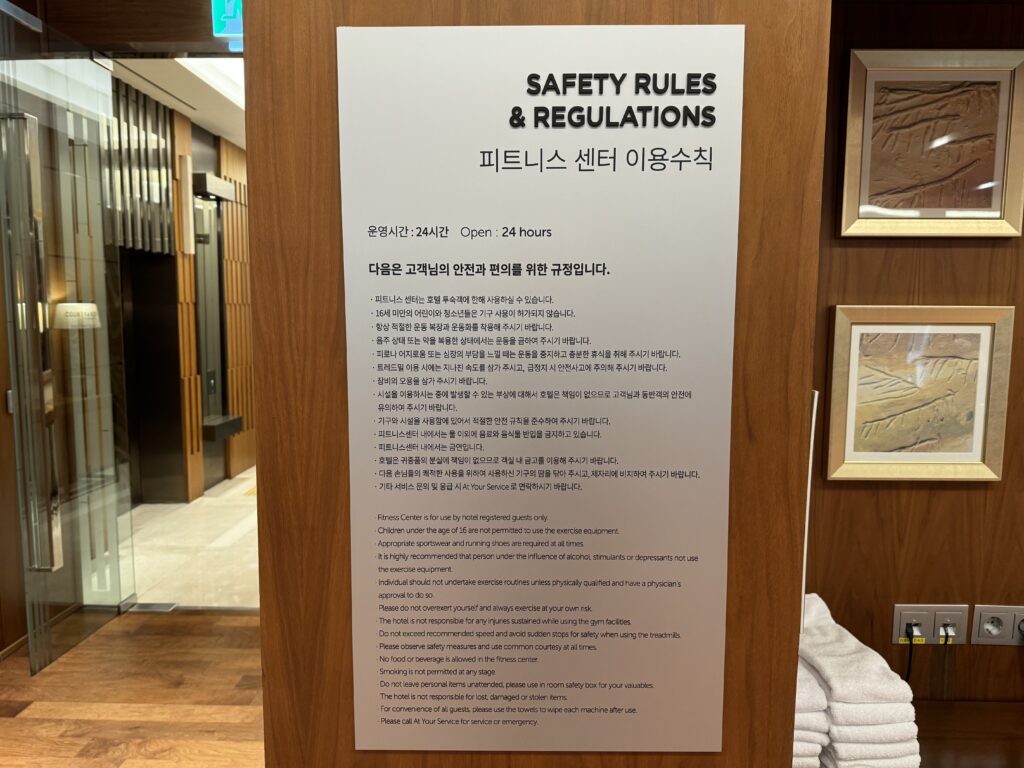 SAFETY RULES
& REGULATIONS
피트니스 센터 이용수칙
운영시간 : 24시간 Open : 24 hours
다음은 고객님의 안전과 편의를 위한 규정입니다.
· 피트니스 센터는 호텔 투숙객에 한해 사용하실 수 있습니다.
· 16세 미만의 어린이와 청소년들은 기구 사용이 허가되지 않습니다.
· 항상 적절한 운동 복장과 운동화를 착용해 주시기 바랍니다.
· 음주 상태 또는 약을 복용한 상태에서는 운동을 금하여 주시기 바랍니다.
· 피로나 어지로움 또는 심장의 부담을 느낄 때는 운동을 중지하고 충분한 휴식을 취해 주시기 바랍니다.
· 트레드밀 이용 시에는 지나친 속도를 삼가 주시고, 급정지 시 안전사고에 주의해 주시기 바랍니다.
· 장비의 오용을 삼가 주시기 바랍니다.
· 시설을 이용하시는 중에 발생할 수 있는 부상에 대해서 호텔은 책임이 없으므로 고객님과 동반객의 안전에
유의하여 주시기 바랍니다.
· 기구와 시설을 사용함에 있어서 적절한 안전 규칙을 준수하여 주시기 바랍니다.
· 피트니스센터 내에서는 물 이외에 음료와 음식물 반입을 금지하고 있습니다.
· 피트니스센터 내에서는 금연입니다.
· 호텔은 귀중품의 분실에 책임이 없으므로 객실 내 금고를 이용해 주시기 바랍니다.
· 다음 손님들의 쾌적한 사용을 위하여 사용하신 기구의 땀을 닦아 주시고, 제자리에 비치하여 주시기 바랍니다.
· 기타 서비스 문의 및 응급 시 At Your Service 로 연락하시기 바랍니다.
· Fitness Center is for use by hotel registered guests only.
· Children under the age of 16 are not permitted to use the exercise equipment.
· Appropriate sportswear and running shoes are required at all times.
· It is highly recommended that person under the influence of alcohol, stimulants or depressants not use
the exercise equipment.
· Individual should not undertake exercise routines unless physically qualified and have a physician's
approval to do so.
· Please do not overexert yourself and always exercise at your own risk.
· The hotel is not responsible for any injuries sustained while using the gym facilities.
· Do not exceed recommended speed and avoid sudden stops for safety when using the treadmills.
· Please observe safety measures and use common courtesy at all times.
· No food or beverage is allowed in the fitness center.
· Smoking is not permitted at any stage.
· Do not leave personal items unattended, please use in room safety box for your valuables.
The hotel is not responsible for lost, damaged or stolen items.
· For convenience of all guests, please use the towels to wipe each machine after use.
· Please call At Your Service for service or emergency.
COURTYARD